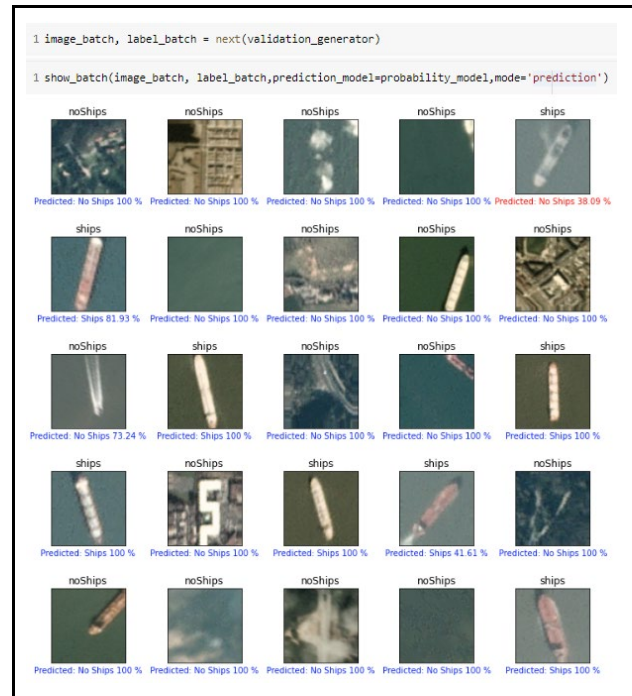 1 image_batch, label_batch = next(validation_generator)
1 show_batch(image_batch, label_batch,prediction_model=probability_model,mode='prediction')
noShips noShips noShips noShips ships
Predicted: No Ships 100 % Predicted: No Ships 100 % Predicted: No Ships 100 % Predicted: No Ships 100 % Predicted: No Ships 38.09 %
ships noShips noShips noShips noShips
Predicted: Ships 81.93 % Predicted: No Ships 100 % Predicted: No Ships 100 % Predicted: No Ships 100 % Predicted: No Ships 100 %
noShips ships noShips noShips ships
Predicted: No Ships 73.24 % Predicted: Ships 100 % Predicted: No Ships 100 % Predicted: No Ships 100 % Predicted: Ships 100 %
ships noShips ships ships noShips
Predicted: Ships 100 % Predicted: No Ships 100 % Predicted: Ships 100 % Predicted: Ships 41.61 % Predicted: No Ships 100 %
noShips noShips noShips noShips ships
Predicted: No Ships 100 % Predicted: No Ships 100 % Predicted: No Ships 100 % Predicted: No Ships 100 % Predicted: Ships 100 %